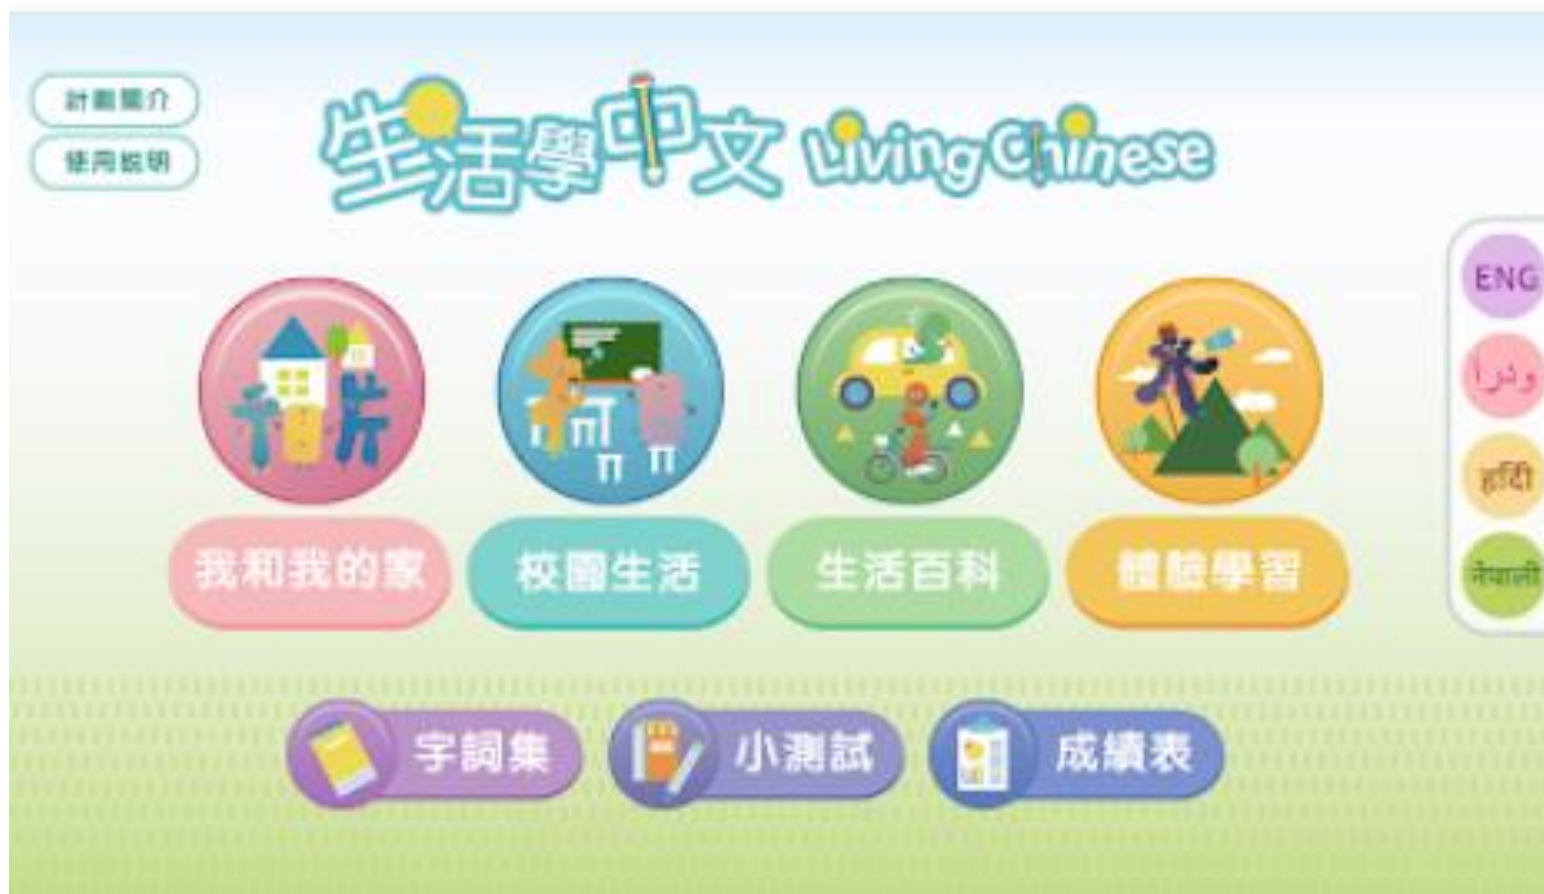 計劃簡介
使用說明
生活學中文 Living Chinese
ENG
اردو
हिंदी
नेपाली
我和我的家
校園生活
生活百科
體驗學習
字詞集
小測試
成績表